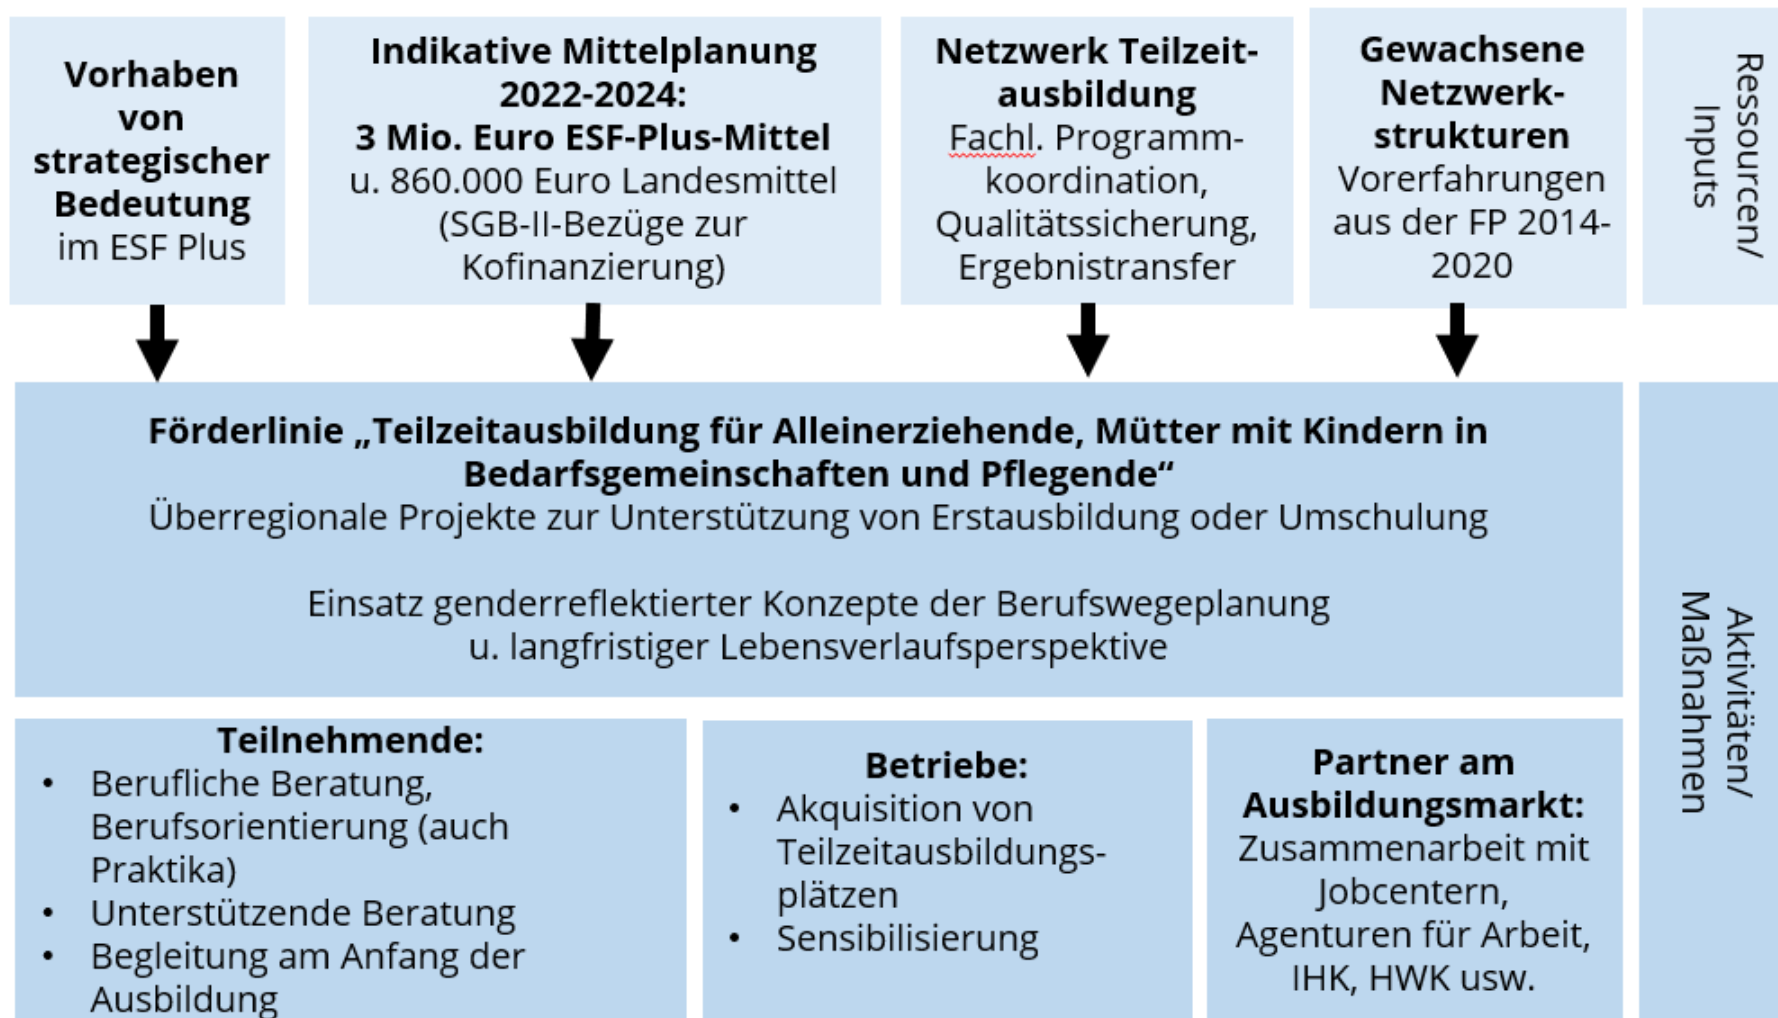 Vorhaben
von
strategischer
Bedeutung
im ESF Plus
Indikative Mittelplanung
2022-2024:
3 Mio. Euro ESF-Plus-Mittel
u. 860.000 Euro Landesmittel
(SGB-II-Bezüge zur
Kofinanzierung)
Netzwerk Teilzeit-
ausbildung
Fachl. Programm-
koordination,
Qualitätssicherung,
Ergebnistransfer
Gewachsene
Netzwerk-
strukturen
Vorerfahrungen
aus der FP 2014-
2020
Ressourcen/
Inputs
Förderlinie „Teilzeitausbildung für Alleinerziehende, Mütter mit Kindern in
Bedarfsgemeinschaften und Pflegende“
Überregionale Projekte zur Unterstützung von Erstausbildung oder Umschulung
Einsatz genderreflektierter Konzepte der Berufswegeplanung
u. langfristiger Lebensverlaufsperspektive
Aktivitäten/
Maßnahmen
Teilnehmende:
• Berufliche Beratung,
Berufsorientierung (auch
Praktika)
• Unterstützende Beratung
• Begleitung am Anfang der
Ausbildung
Betriebe:
• Akquisition von
Teilzeitausbildungs-
plätzen
• Sensibilisierung
Partner am
Ausbildungsmarkt:
Zusammenarbeit mit
Jobcentern,
Agenturen für Arbeit,
IHK, HWK usw.